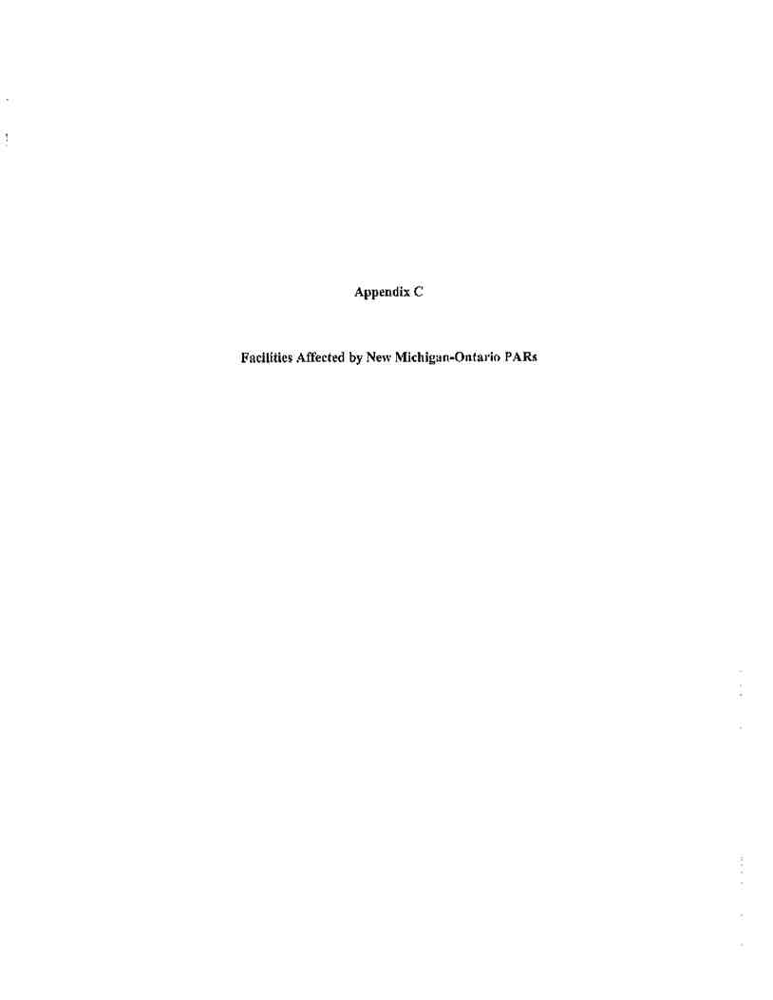 Appendix C
Facilities Affected by New Michigan-Ontario PARs